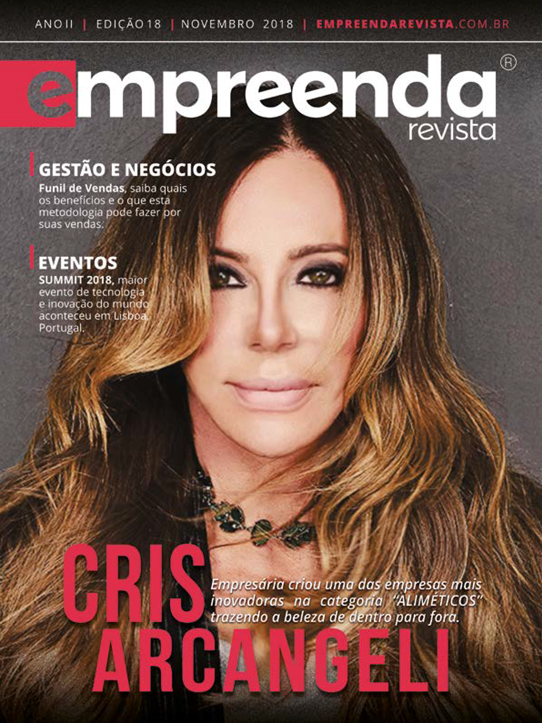 ANO II | EDIÇÃO 18 | NOVEMBRO 2018 | EMPREENDAREVISTA.COM.BR
empreenda®
revista
GESTÃO E NEGÓCIOS
Funil de Vendas, saiba quais
os benefícios e o que esta
metodologia pode fazer por
suas vendas.
EVENTOS
SUMMIT 2018, maior
evento de tecnologia
e inovação do mundo
aconteceu em Lisboa,
Portugal.
CRIS
Empresária criou uma das empresas mais
inovadoras na categoria “ALIMÉTICOS”
trazendo a beleza de dentro para fora.
ARCANGELI